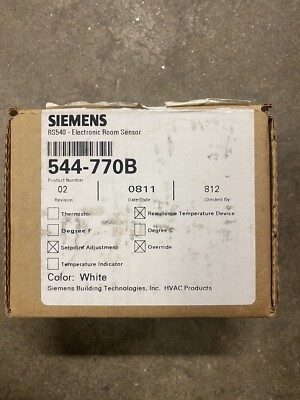 SIEMENS
RS540 - Electronic Room Sensor
544-770B
Product Number
02 0811 812
Revision Date Code Checked By:
Thermistor Resistance Temperature Device
Degree F Degree C
Setpoint Adjustment Override
Temperature Indicator
Color: White
Siemens Building Technologies, Inc. HVAC Products